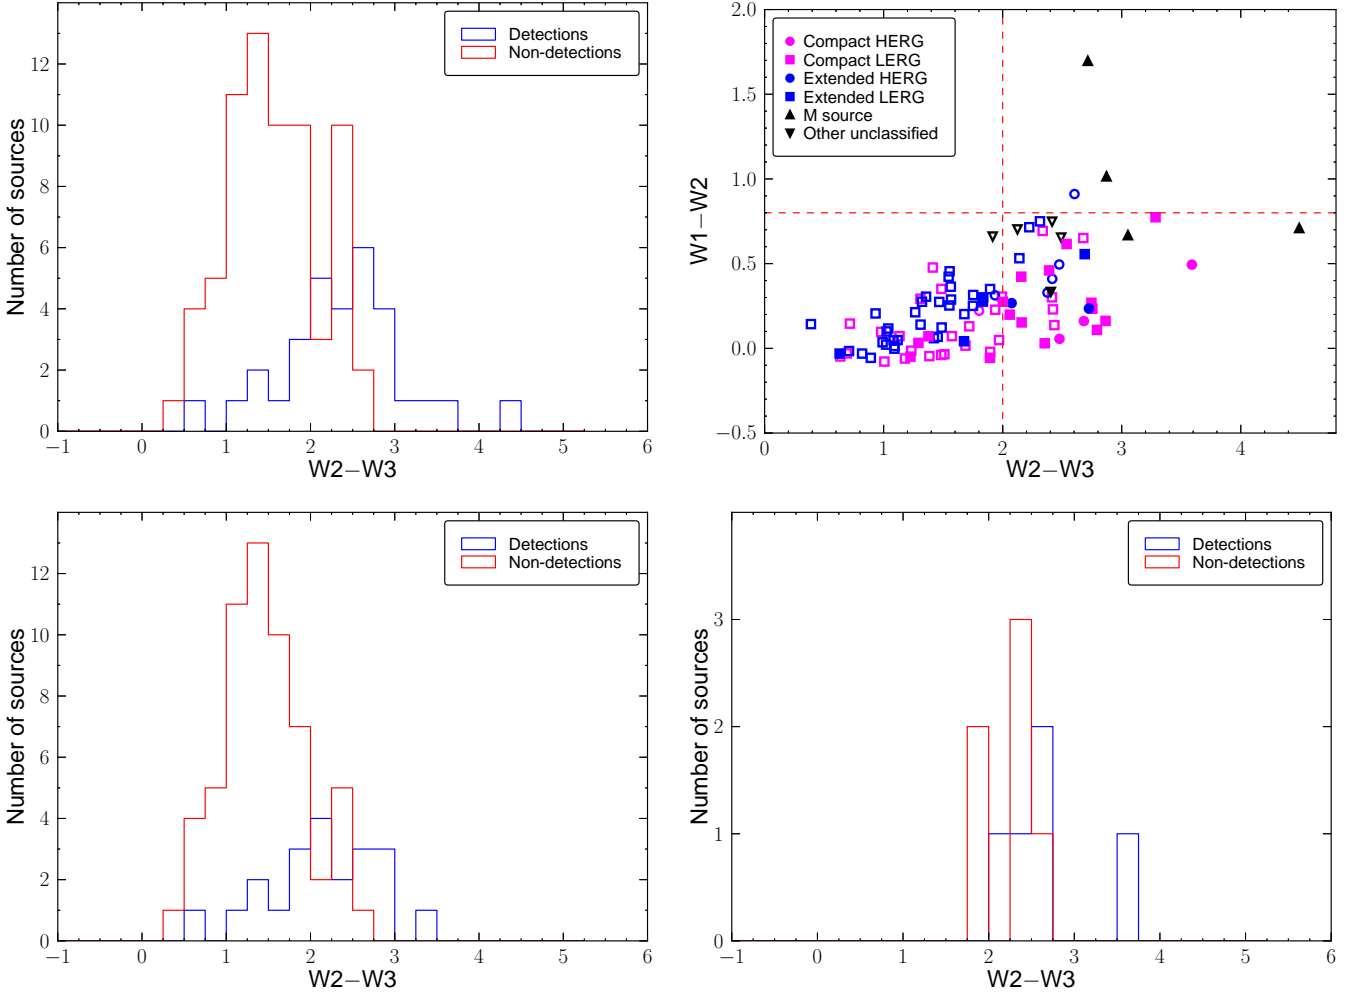 Detections
Non-detections
12
10
8
6
4
2
0
Number of sources
−1
0
1
2
3
4
5
6
W2−W3
2.0
1.5
1.0
0.5
0.0
−0.5
W1−W2
Compact HERG
Compact LERG
Extended HERG
Extended LERG
M source
Other unclassified
0
1
2
3
4
W2−W3
Detections
Non-detections
12
10
8
6
4
2
0
Number of sources
−1
0
1
2
3
4
5
6
W2−W3
Detections
Non-detections
3
2
1
0
Number of sources
−1
0
1
2
3
4
5
6
W2−W3